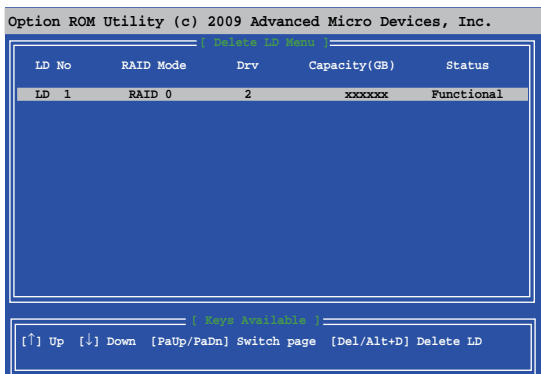 Option ROM Utility (c) 2009 Advanced Micro Devices, Inc.
[ Delete LD Menu ]
LD No RAID Mode Drv Capacity(GB) Status
LD 1 RAID 0 2 xxxxxx Functional
[ Keys Available ]
[↑] Up [↓] Down [PaUp/PaDn] Switch page [Del/Alt+D] Delete LD